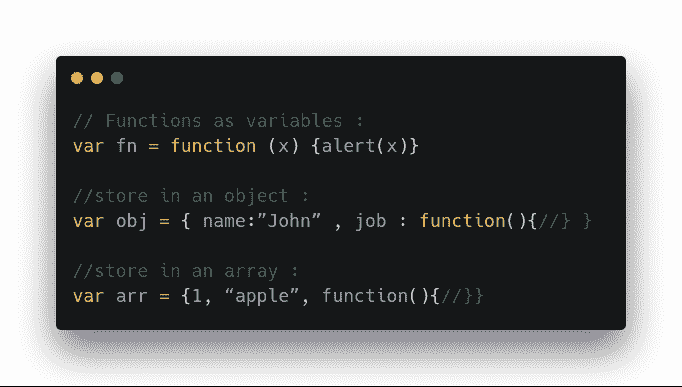 // Functions as variables :
var fn = function (x) {alert(x)}
//store in an object :
var obj = { name:”John” , job : function(){//} }
//store in an array :
var arr = {1, “apple”, function(){//}}